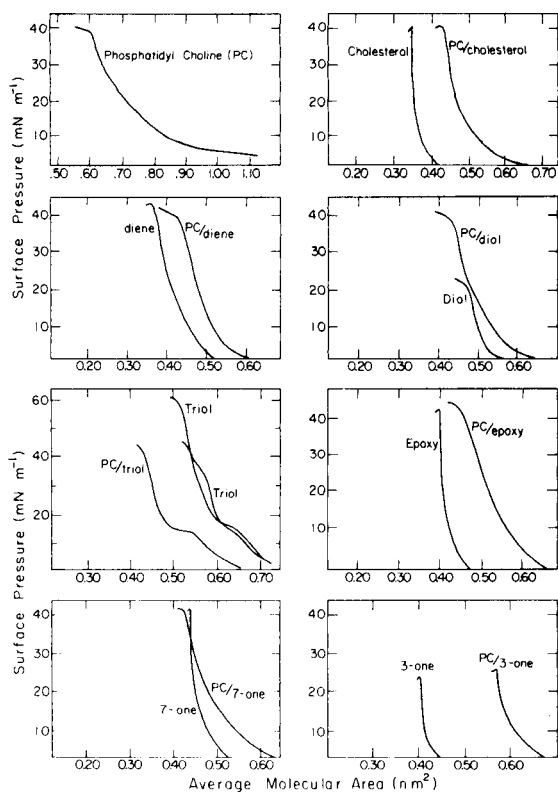 Surface Pressure (mN m⁻¹)
40
30
20
10
Phosphatidyl Choline (PC)
.50 .60 0.70 0.80 0.90 1.00 1.10
40
30
20
10
Cholesterol
PC/cholesterol
0.20 0.30 0.40 0.50 0.60 0.70
40
30
20
10
diene
PC/diene
0.20 0.30 0.40 0.50 0.60
40
30
20
10
PC/diol
Diol
0.20 0.30 0.40 0.50 0.60
Surface Pressure (mN m⁻¹)
60
40
20
Triol
PC/triol
Triol
0.30 0.40 0.50 0.60 0.70
40
30
20
10
Epoxy
PC/epoxy
0.20 0.30 0.40 0.50 0.60
40
30
20
10
PC/7-one
7-one
0.20 0.30 0.40 0.50 0.60
40
30
20
10
3-one
PC/3-one
0.30 0.40 0.50 0.60
Average Molecular Area (nm²)